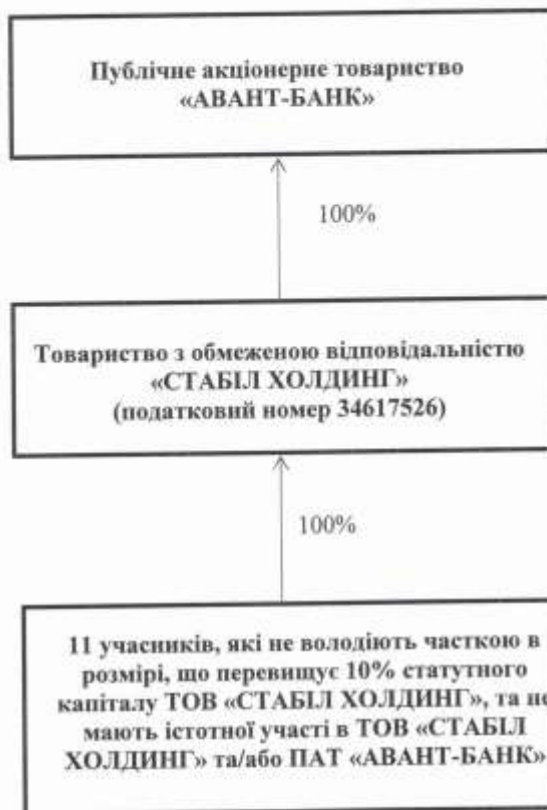 Публічне акціонерне товариство
«АВАНТ-БАНК»
100%
Товариство з обмеженою відповідальністю
«СТАБІЛ ХОЛДИНГ»
(податковий номер 34617526)
100%
11 учасників, які не володіють часткою в
розмірі, що перевищує 10% статутного
капіталу ТОВ «СТАБІЛ ХОЛДИНГ», та не
мають істотної участі в ТОВ «СТАБІЛ
ХОЛДИНГ» та/або ПАТ «АВАНТ-БАНК»